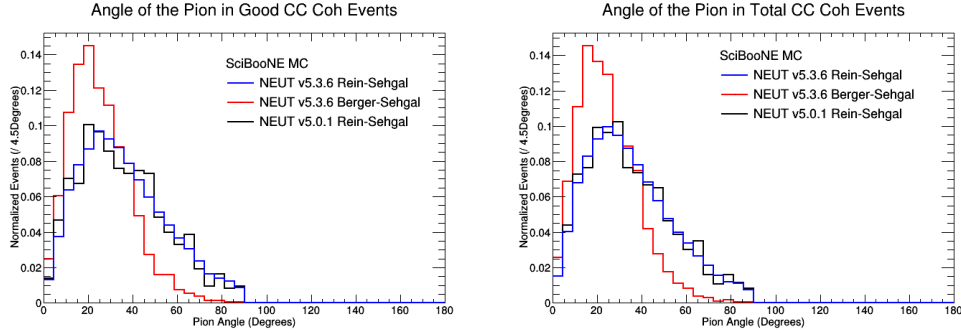 Angle of the Pion in Good CC Coh Events
Normalized Events (/ 4.5Degrees)
0.14
0.12
0.1
0.08
0.06
0.04
0.02
0
SciBooNE MC
NEUT v5.3.6 Rein-Sehgal
NEUT v5.3.6 Berger-Sehgal
NEUT v5.0.1 Rein-Sehgal
0 20 40 60 80 100 120 140 160 180
Pion Angle (Degrees)
Angle of the Pion in Total CC Coh Events
Normalized Events (/ 4.5Degrees)
0.14
0.12
0.1
0.08
0.06
0.04
0.02
0
SciBooNE MC
NEUT v5.3.6 Rein-Sehgal
NEUT v5.3.6 Berger-Sehgal
NEUT v5.0.1 Rein-Sehgal
0 20 40 60 80 100 120 140 160 180
Pion Angle (Degrees)